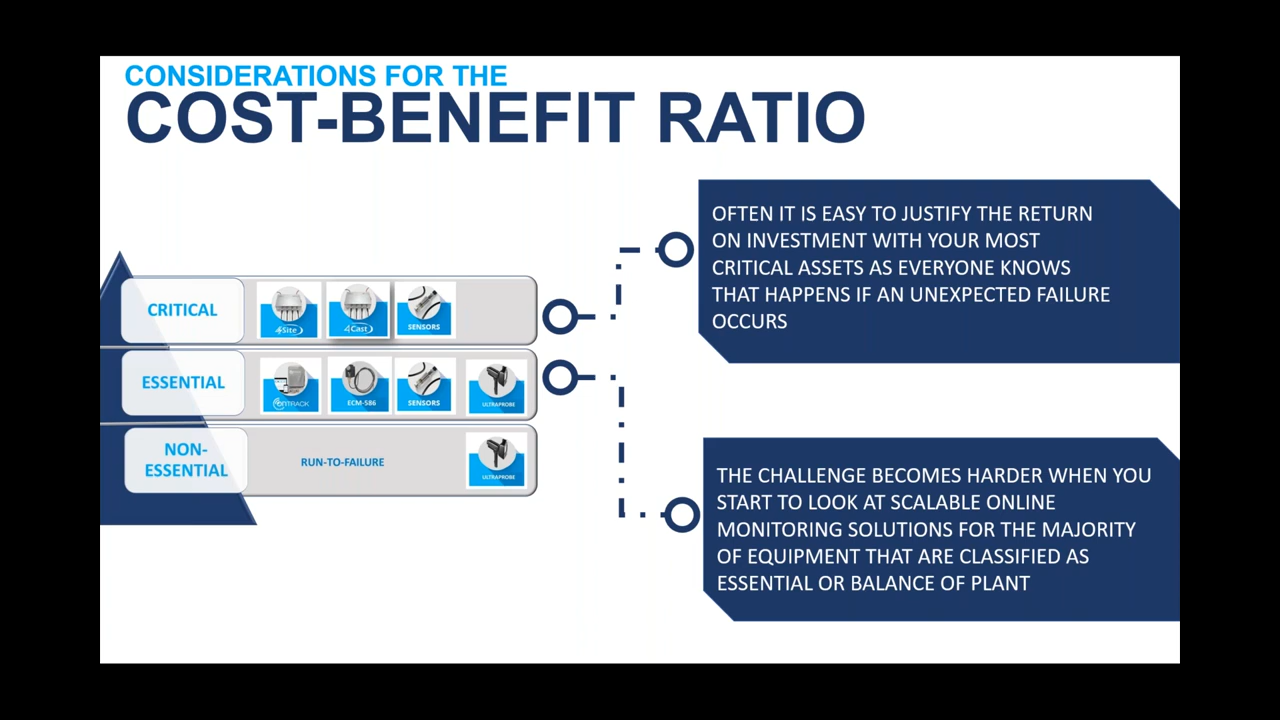 CONSIDERATIONS FOR THE
COST-BENEFIT RATIO
CRITICAL
4Site
4Cast
SENSORS
ESSENTIAL
ONTRACK
ECM-586
SENSORS
ULTRAPROBE
NON-
ESSENTIAL
RUN-TO-FAILURE
ULTRAPROBE
OFTEN IT IS EASY TO JUSTIFY THE RETURN
ON INVESTMENT WITH YOUR MOST
CRITICAL ASSETS AS EVERYONE KNOWS
THAT HAPPENS IF AN UNEXPECTED FAILURE
OCCURS
THE CHALLENGE BECOMES HARDER WHEN YOU
START TO LOOK AT SCALABLE ONLINE
MONITORING SOLUTIONS FOR THE MAJORITY
OF EQUIPMENT THAT ARE CLASSIFIED AS
ESSENTIAL OR BALANCE OF PLANT